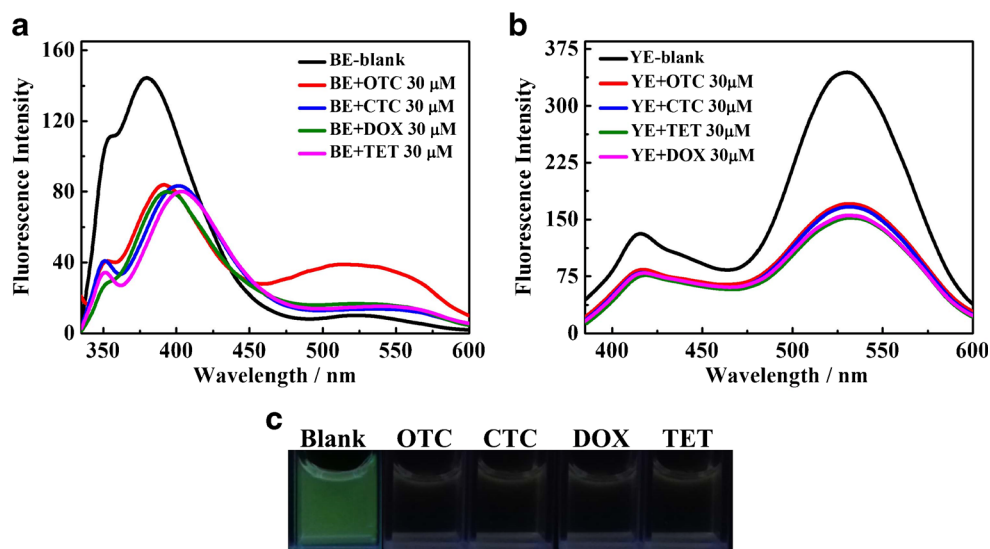 a
160
120
80
40
0
Fluorescence Intensity
BE-blank
BE+OTC 30 μM
BE+CTC 30 μM
BE+DOX 30 μM
BE+TET 30 μM
335 400 450 500 550 600
Wavelength / nm
b
375
300
225
150
75
0
Fluorescence Intensity
YE-blank
YE+OTC 30μM
YE+CTC 30μM
YE+TET 30μM
YE+DOX 30μM
400 450 500 550 600
Wavelength / nm
c
Blank OTC CTC DOX TET